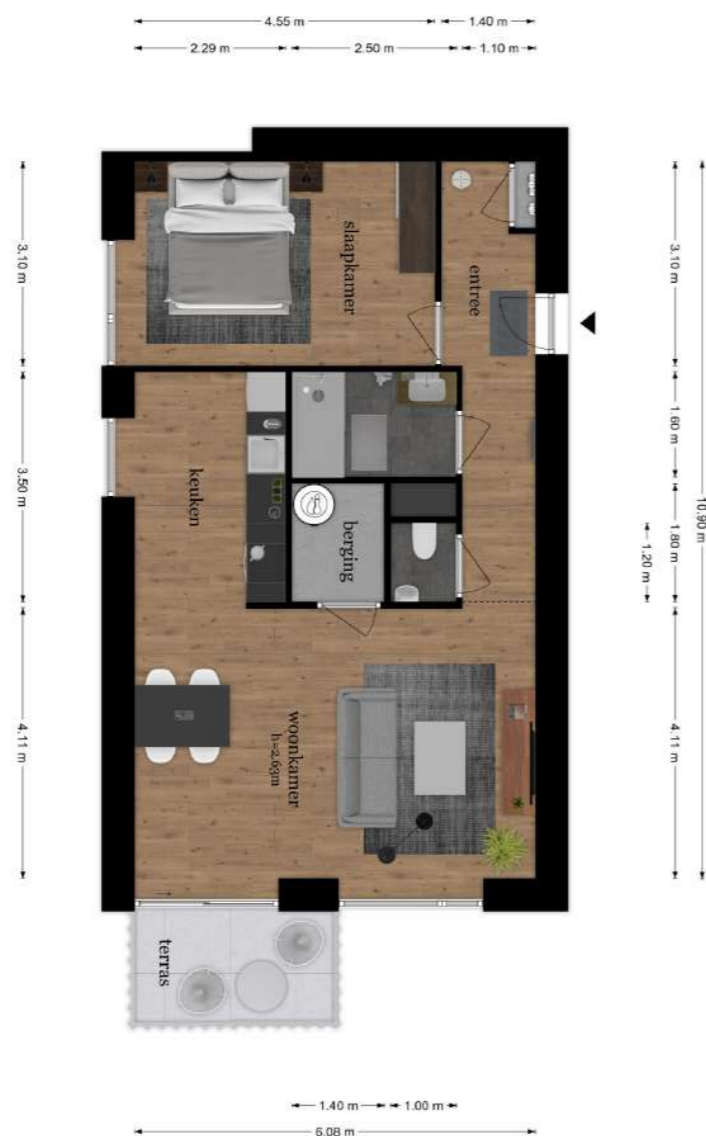 4.55 m
1.40 m
2.29 m
2.50 m
1.10 m
3.10 m
3.50 m
4.11 m
slaapkamer
entree
keuken
berging
woonkamer
h=2.63m
terras
3.10 m
1.60 m
1.80 m
1.20 m
4.11 m
10.90 m
1.40 m
1.00 m
6.08 m